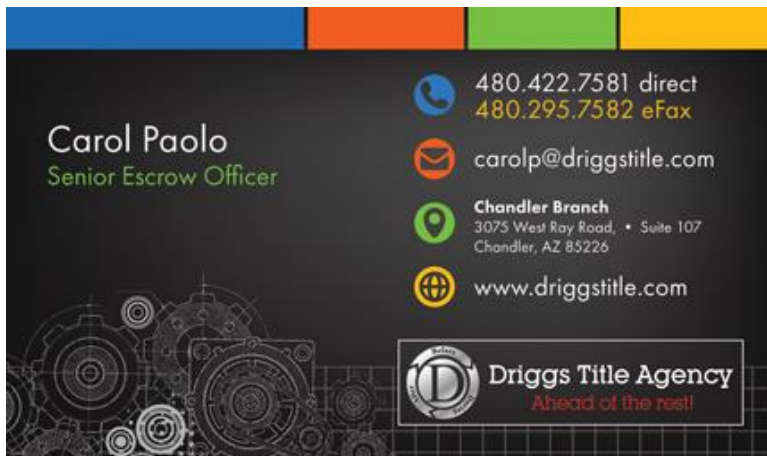 Carol Paolo
Senior Escrow Officer
480.422.7581 direct
480.295.7582 eFax
carolp@driggstitle.com
Chandler Branch
3075 West Ray Road, • Suite 107
Chandler, AZ 85226
www.driggstitle.com
D
Driggs Title Agency
Ahead of the rest!